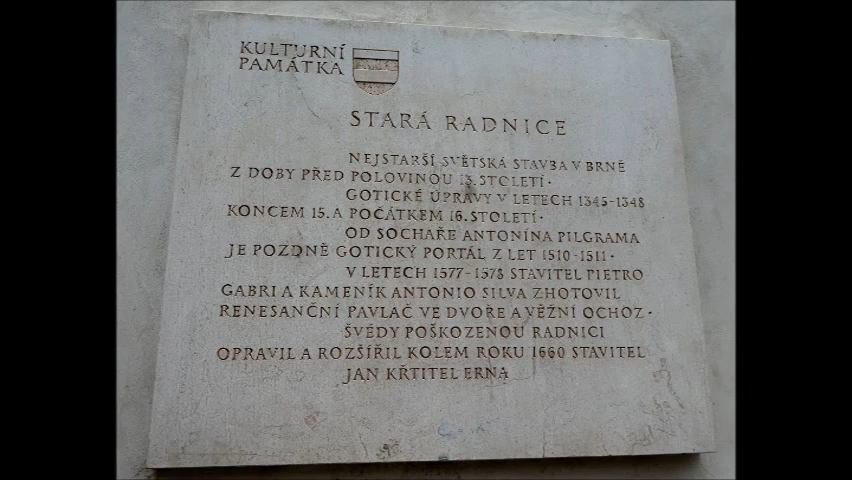 KULTURNÍ
PAMÁTKA
STARÁ RADNICE
NEJSTARŠÍ SVĚTSKÁ STAVBA V BRNĚ
Z DOBY PŘED POLOVINOU 13. STOLETÍ ·
GOTICKÉ ÚPRAVY V LETECH 1345-1348
KONCEM 15. A POČÁTKEM 16. STOLETÍ ·
OD SOCHAŘE ANTONÍNA PILGRAMA
JE POZDNĚ GOTICKÝ PORTÁL Z LET 1510-1511 ·
V LETECH 1577-1578 STAVITEL PIETRO
GABRI A KAMENÍK ANTONIO SILVA ZHOTOVIL
RENESANČNÍ PAVLAČ VE DVOŘE A VĚŽNÍ OCHOZ ·
ŠVÉDY POŠKOZENOU RADNICI
OPRAVIL A ROZŠÍŘIL KOLEM ROKU 1660 STAVITEL
JAN KŘTITEL ERNA